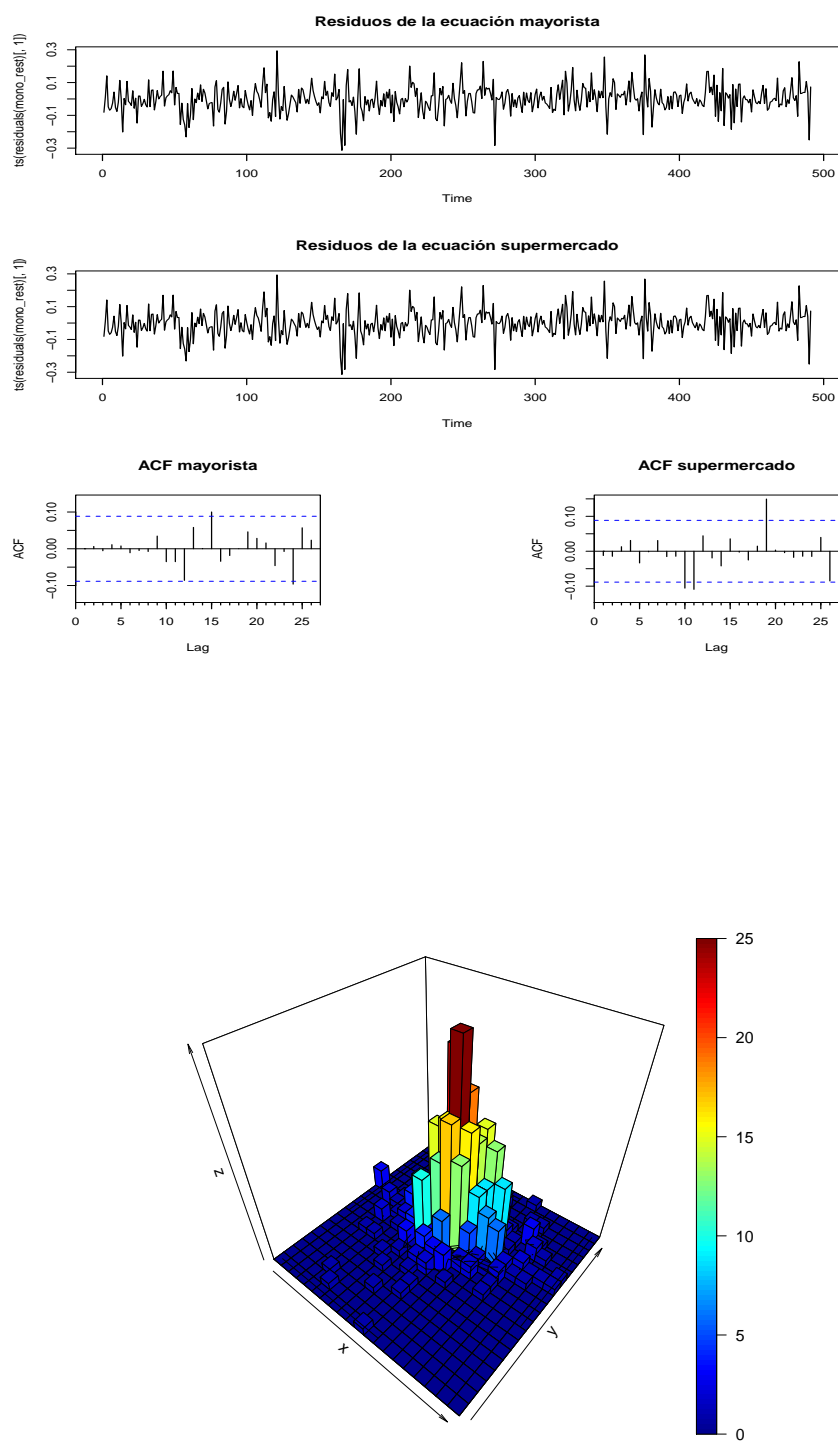 Residuos de la ecuación mayorista
ts(residuals(mono_rest)[, 1])
0.3
-0.1
-0.3
0 100 200 300 400 500
Time
Residuos de la ecuación supermercado
ts(residuals(mono_rest)[, 1])
0.3
-0.1
-0.3
0 100 200 300 400 500
Time
ACF mayorista
ACF
0.10
0.00
-0.10
0 5 10 15 20 25
Lag
ACF supermercado
ACF
0.10
0.00
-0.10
0 5 10 15 20 25
Lag
z
x
y
25
20
15
10
5
0